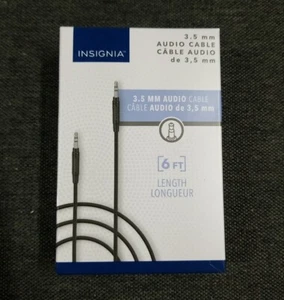 INSIGNIA™
3.5 mm
AUDIO CABLE
CÂBLE AUDIO
de 3,5 mm
3.5 MM AUDIO CABLE
CÂBLE AUDIO de 3,5 mm
[6 FT]
LENGTH
LONGUEUR